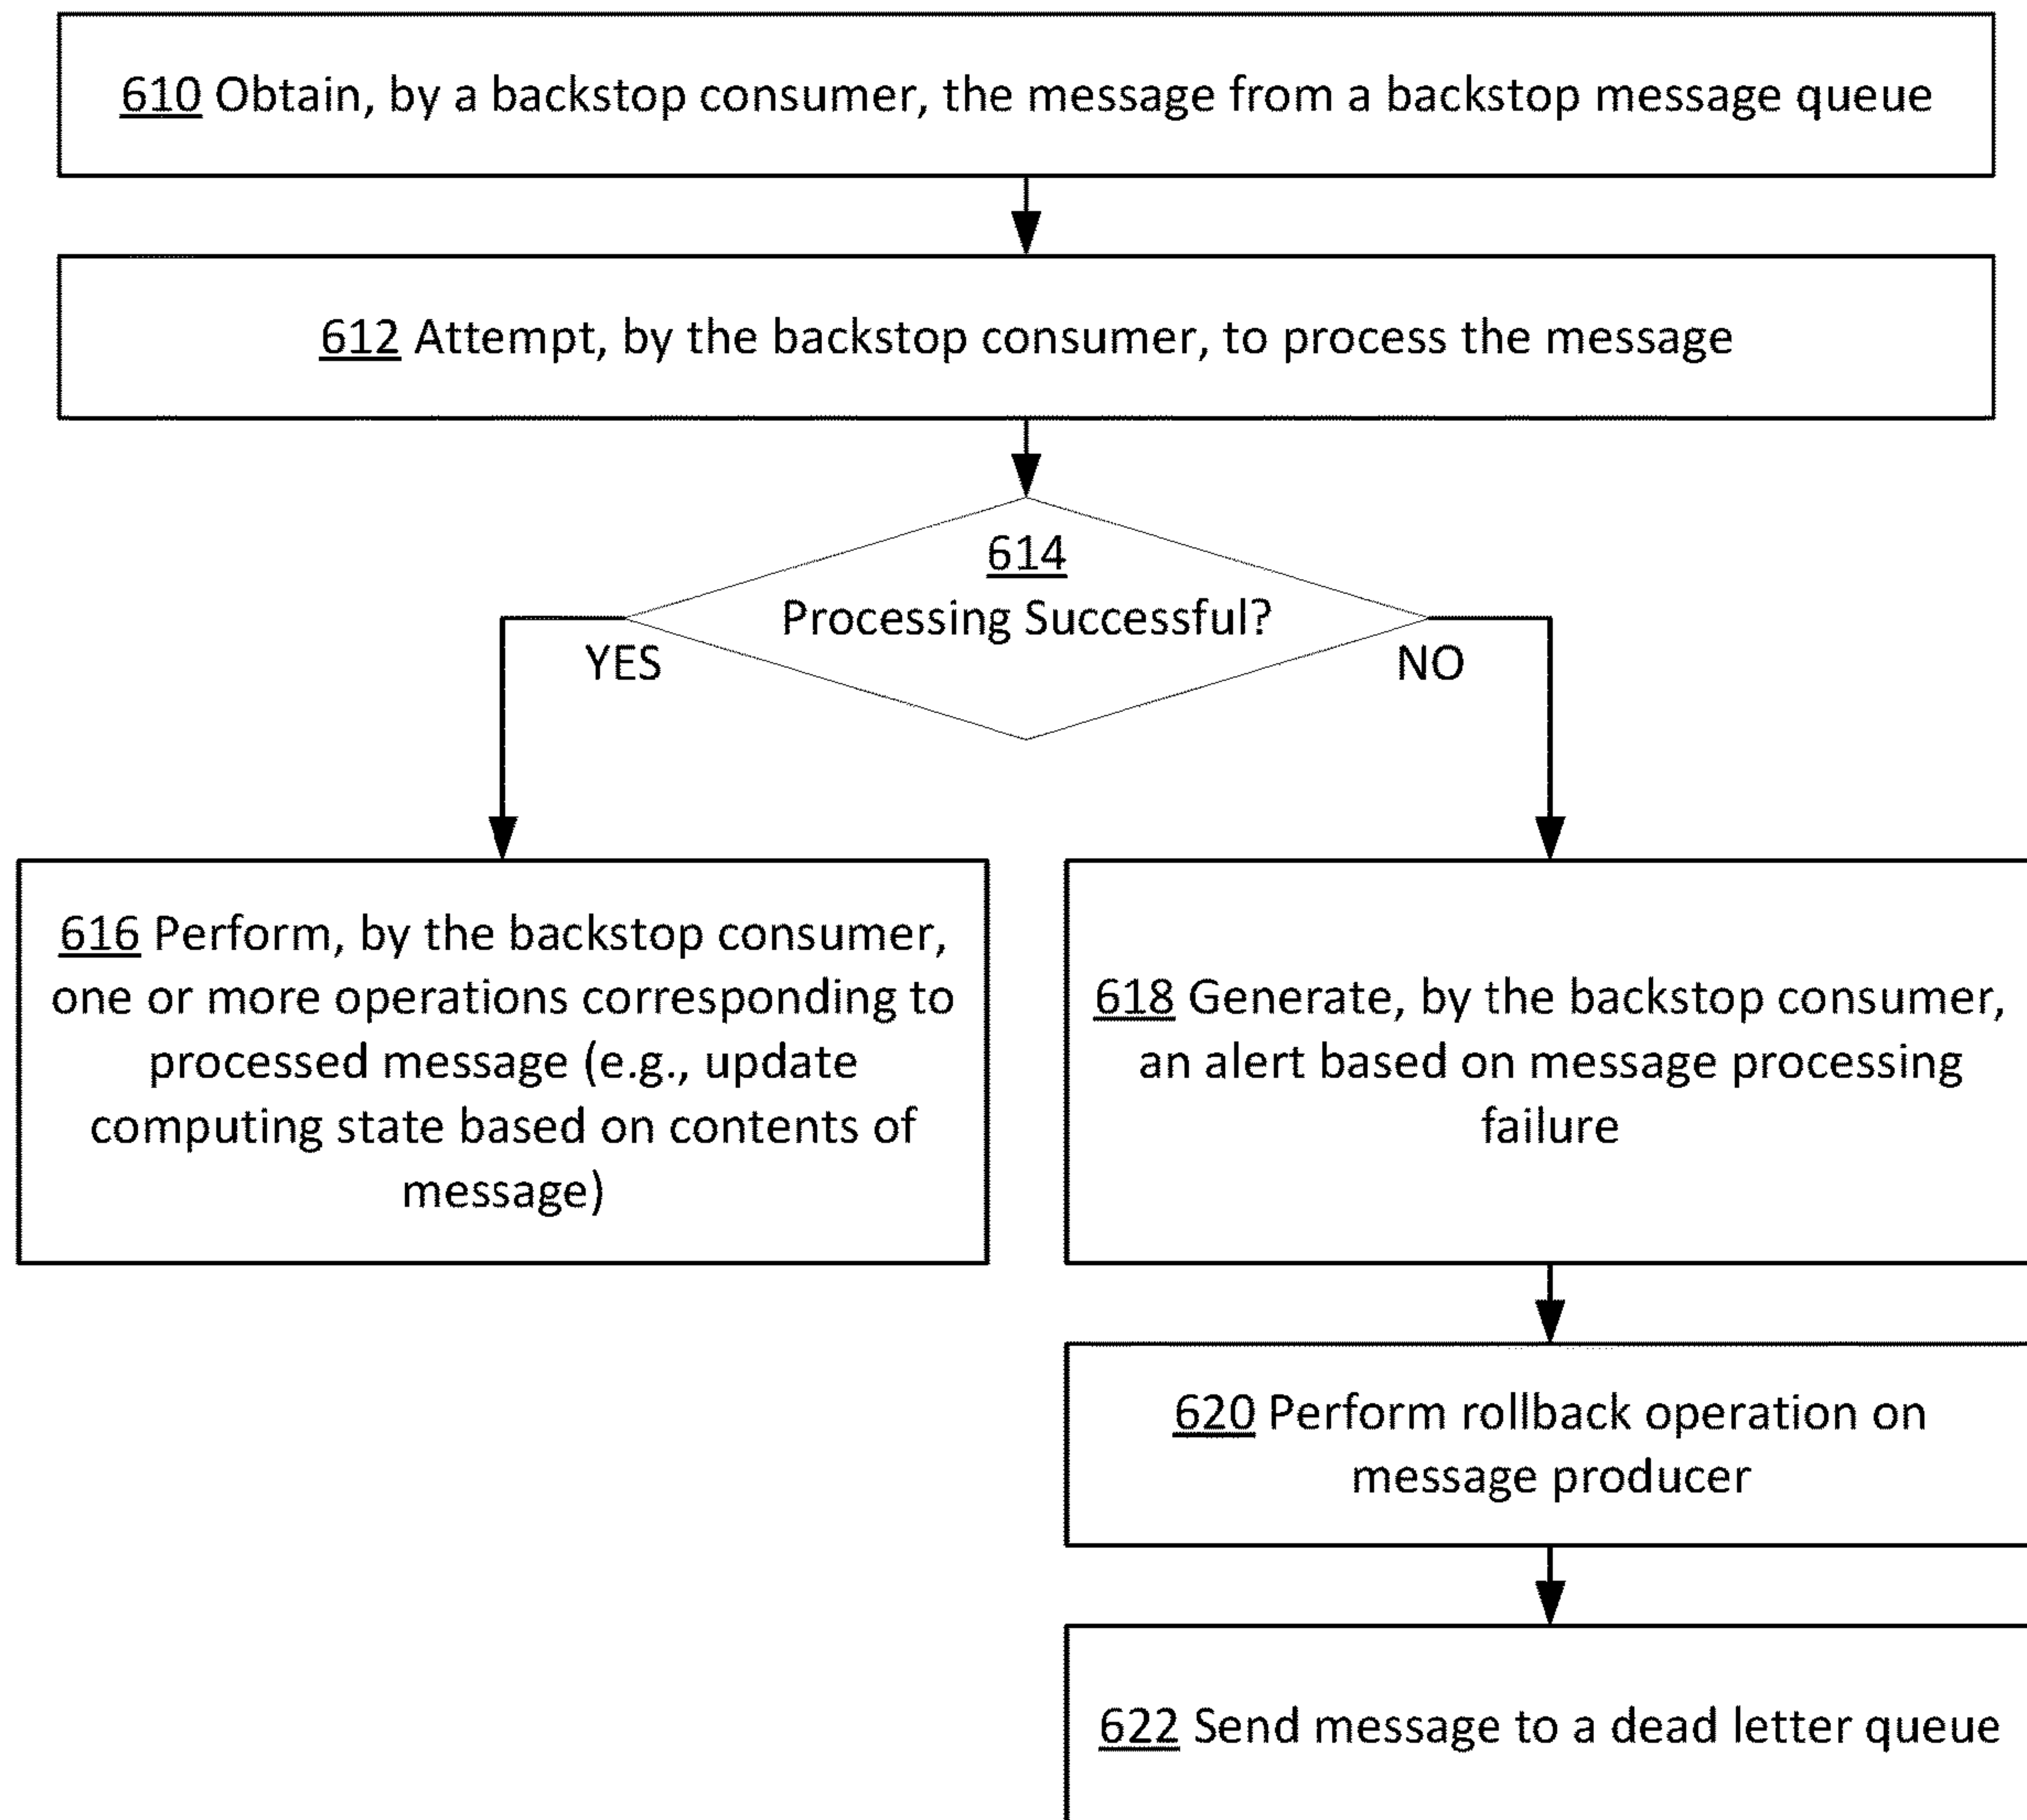 610 Obtain, by a backstop consumer, the message from a backstop message queue
612 Attempt, by the backstop consumer, to process the message
614
Processing Successful?
YES
NO
616 Perform, by the backstop consumer,
one or more operations corresponding to
processed message (e.g., update
computing state based on contents of
message)
618 Generate, by the backstop consumer,
an alert based on message processing
failure
620 Perform rollback operation on
message producer
622 Send message to a dead letter queue